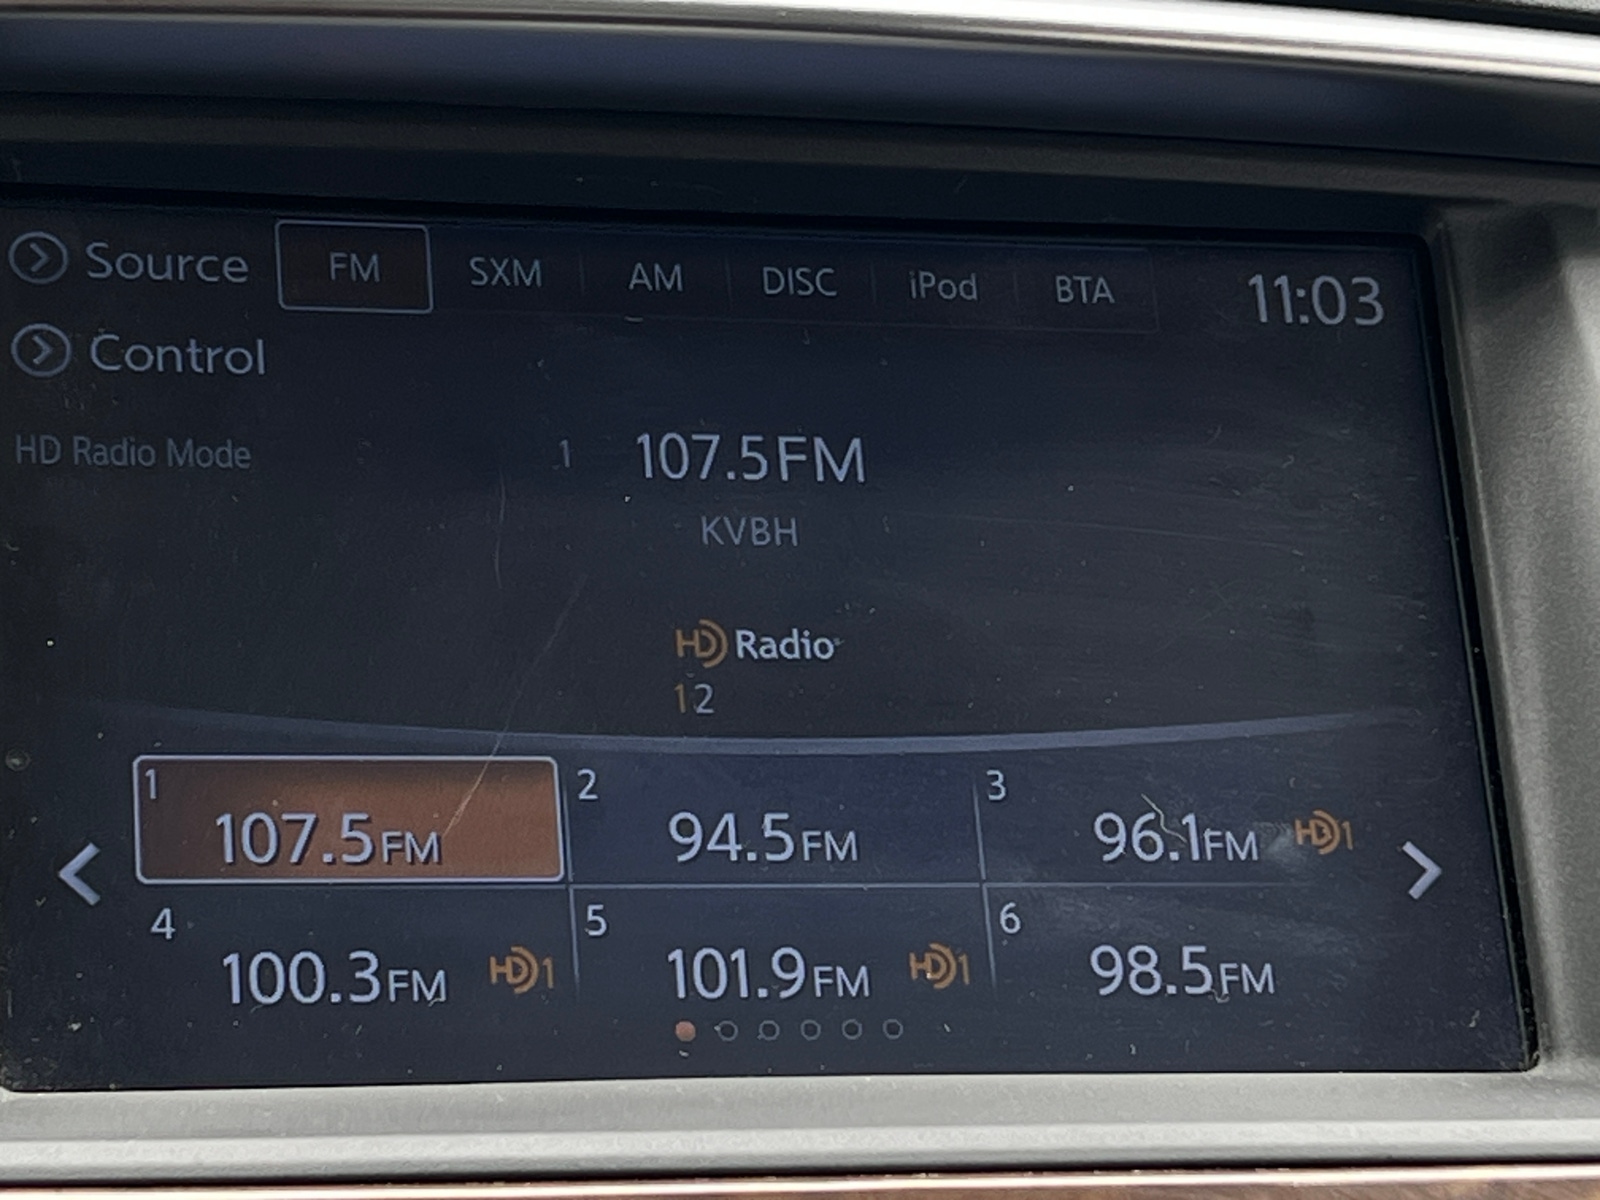 Source FM SXM AM DISC iPod BTA 11:03
Control
HD Radio Mode 1 107.5FM
KVBH
HD Radio
12
1 2 3
107.5FM 94.5FM 96.1FM HD1
4 5 6
100.3FM HD1 101.9FM HD1 98.5FM